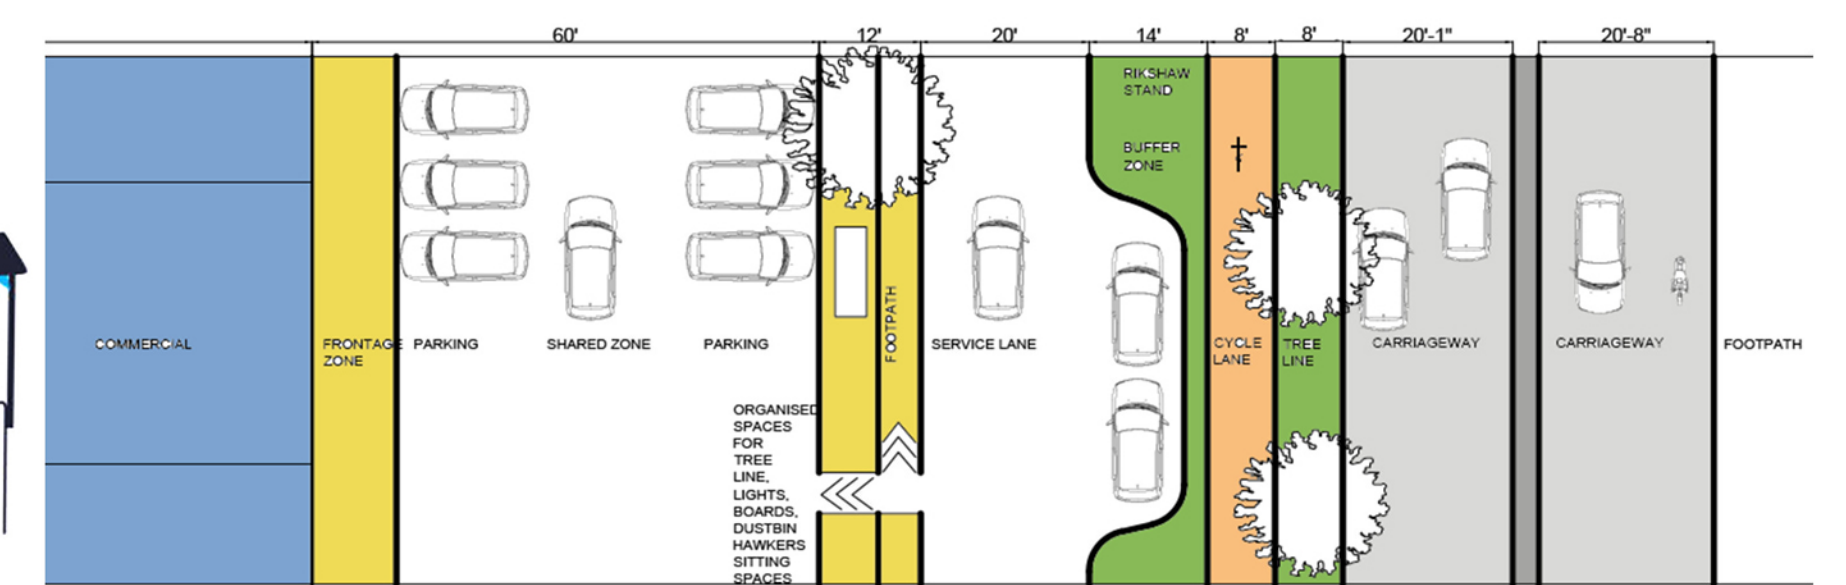 60'
12'
20'
14'
8'
8'
20'-1"
20'-8"
RIKSHAW
STAND
BUFFER
ZONE
COMMERCIAL
FRONTAGE
ZONE
PARKING
SHARED ZONE
PARKING
FOOTPATH
SERVICE LANE
CYCLE
LANE
TREE
LINE
CARRIAGEWAY
CARRIAGEWAY
FOOTPATH
ORGANISED
SPACES
FOR
TREE
LINE,
LIGHTS,
BOARDS,
DUSTBIN
HAWKERS
SITTING
SPACES